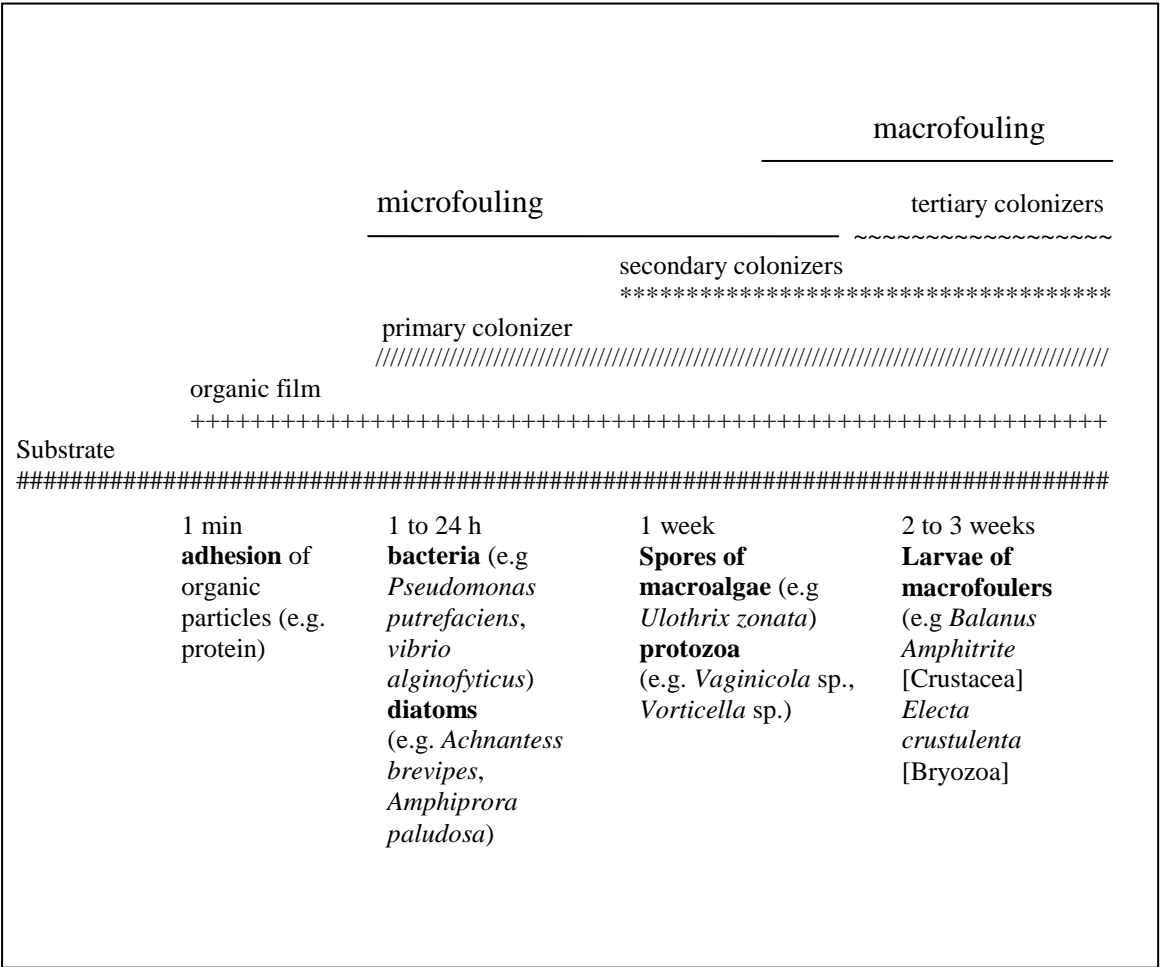 macrofouling
microfouling
tertiary colonizers
~~~~~~~~~~~~~~~~~~
secondary colonizers
*************************************
primary colonizer
////////////////////////////////////////////////////////////////////////////////////////////////////
organic film
++++++++++++++++++++++++++++++++++++++++++++++++++++++++++++++
Substrate
##################################################################################
1 min
adhesion of
organic
particles (e.g.
protein)
1 to 24 h
bacteria (e.g
Pseudomonas
putrefaciens,
vibrio
alginofyticus)
diatoms
(e.g. Achnantess
brevipes,
Amphiprora
paludosa)
1 week
Spores of
macroalgae (e.g
Ulothrix zonata)
protozoa
(e.g. Vaginicola sp.,
Vorticella sp.)
2 to 3 weeks
Larvae of
macrofoulers
(e.g Balanus
Amphitrite
[Crustacea]
Electa
crustulenta
[Bryozoa]